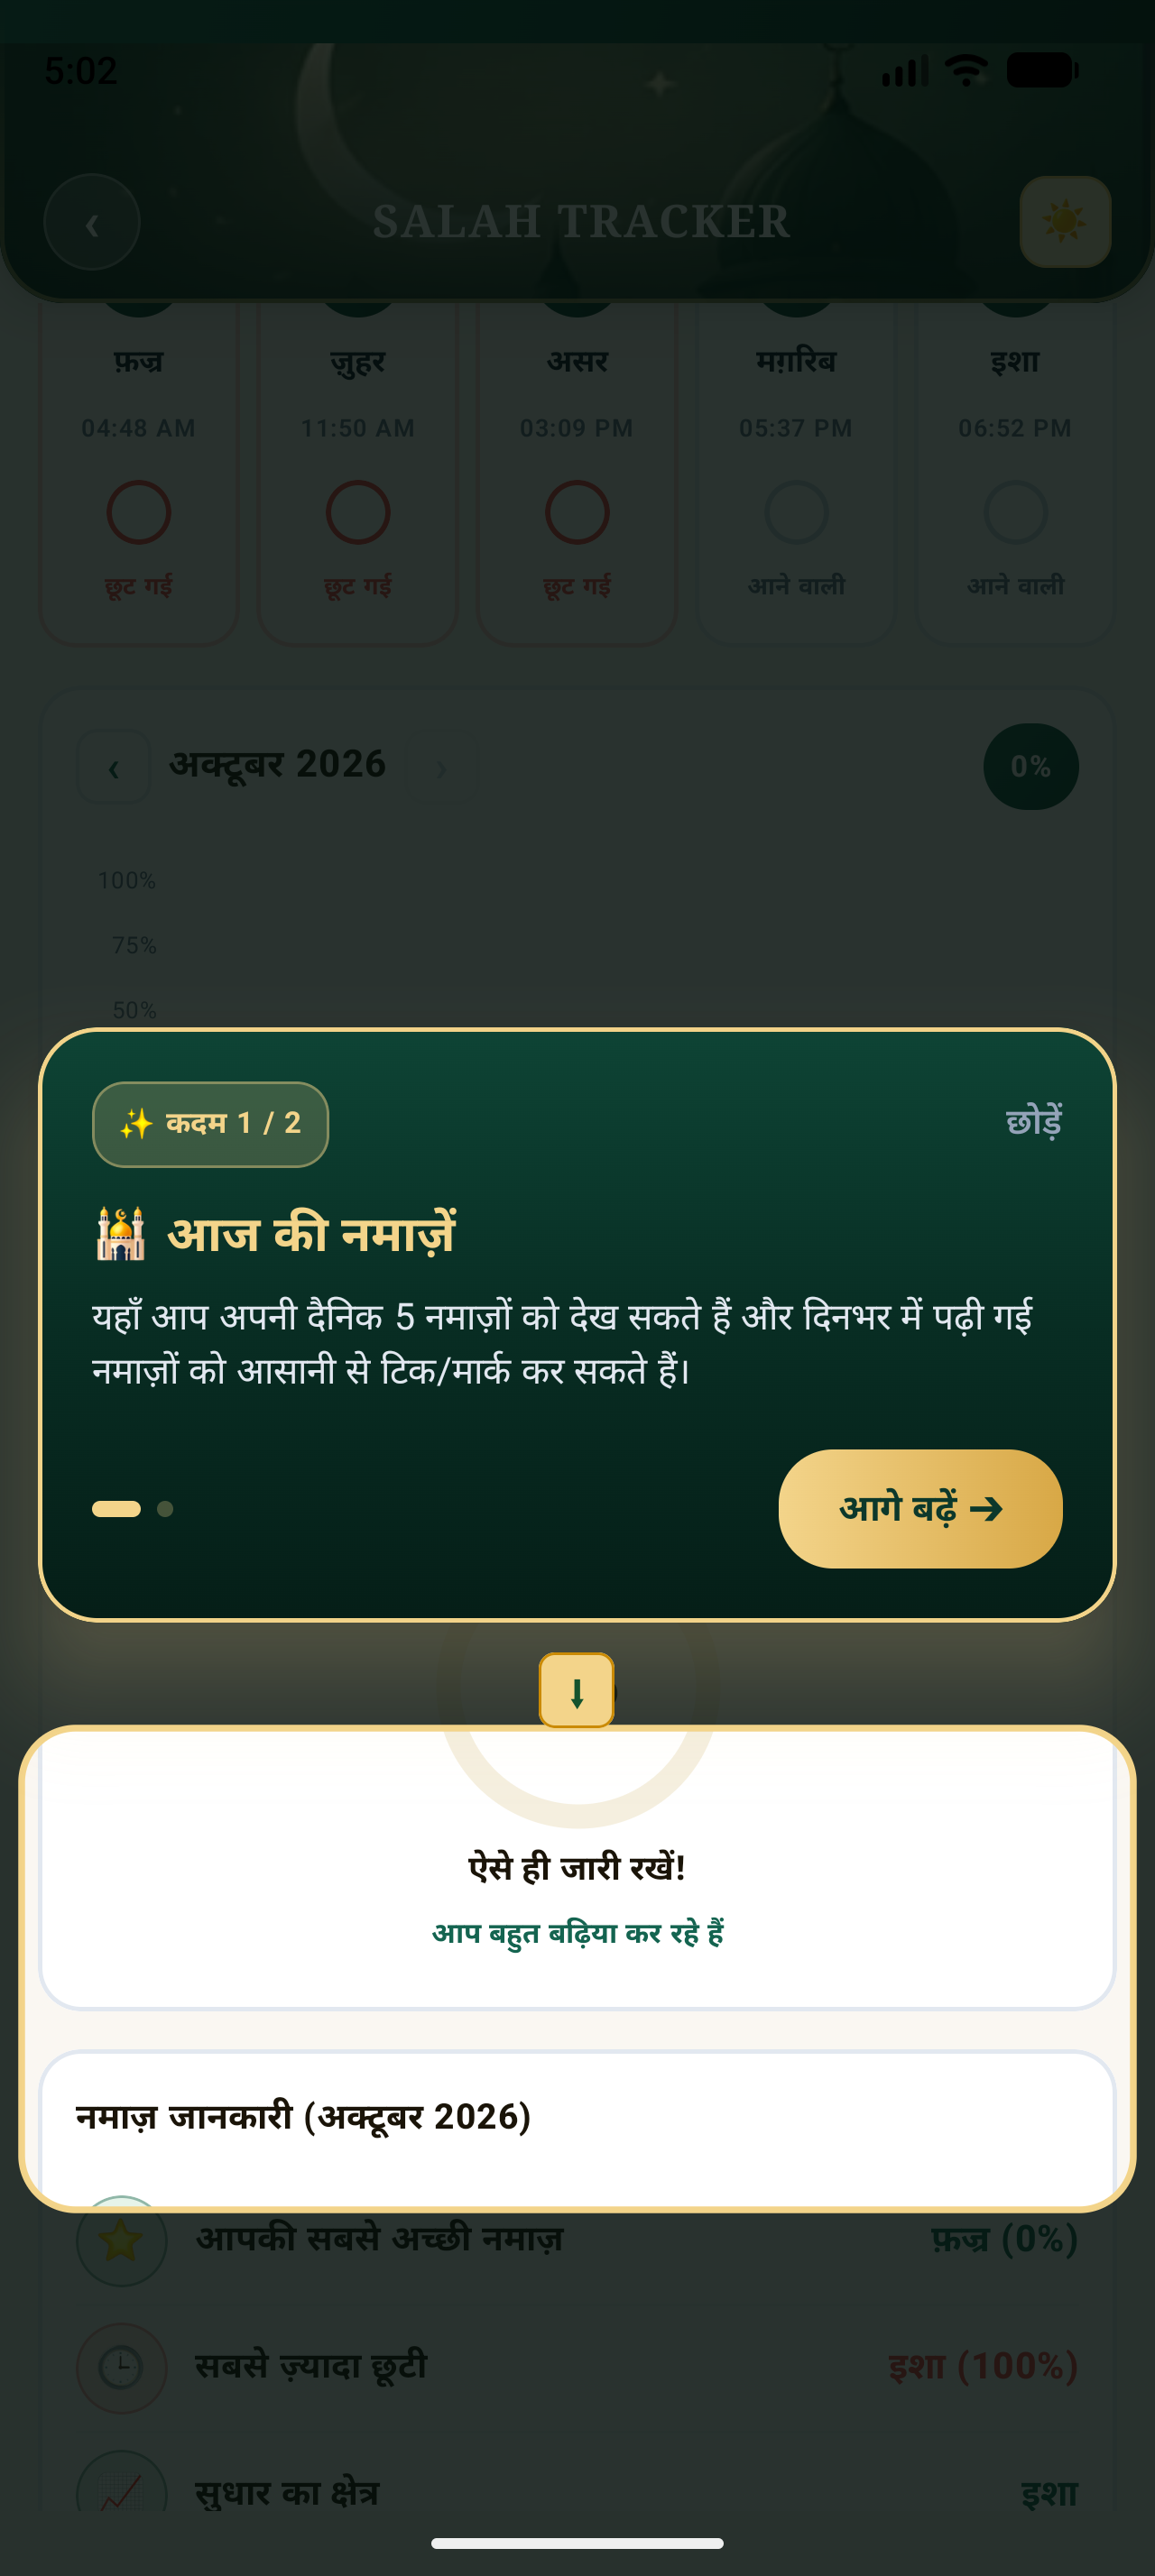 5:02
SALAH TRACKER
फ़ज्र ज़ुहर असर मग़रिब इशा
04:48 AM 11:50 AM 03:09 PM 05:37 PM 06:52 PM
छूट गई छूट गई छूट गई आने वाली आने वाली
अक्टूबर 2026 0%
100%
75%
50%
✨ कदम 1 / 2 छोड़ें
🕌 आज की नमाज़ें
यहाँ आप अपनी दैनिक 5 नमाज़ों को देख सकते हैं और दिनभर में पढ़ी गई
नमाज़ों को आसानी से टिक/मार्क कर सकते हैं।
आगे बढ़ें ➔
ऐसे ही जारी रखें!
आप बहुत बढ़िया कर रहे हैं
नमाज़ जानकारी (अक्टूबर 2026)
आपकी सबसे अच्छी नमाज़ फ़ज्र (0%)
सबसे ज़्यादा छूटी इशा (100%)
सुधार का क्षेत्र इशा